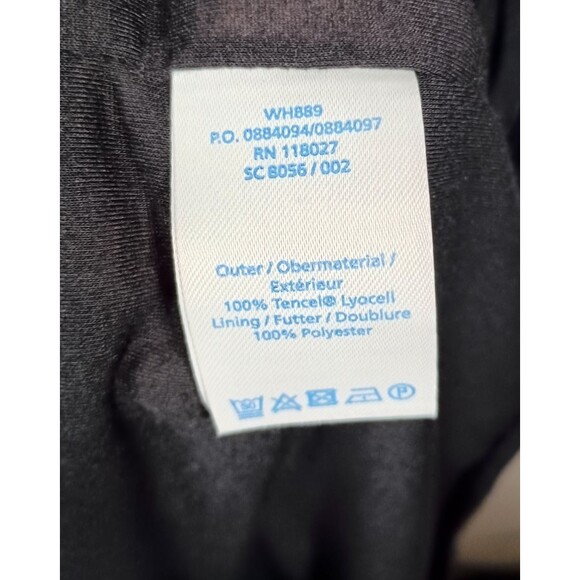 WH889
P.O. 0884094/0884097
RN 118027
SC 8056 / 002
Outer / Obermaterial /
Extérieur
100% Tencel® Lyocell
Lining / Futter / Doublure
100% Polyester
30
P